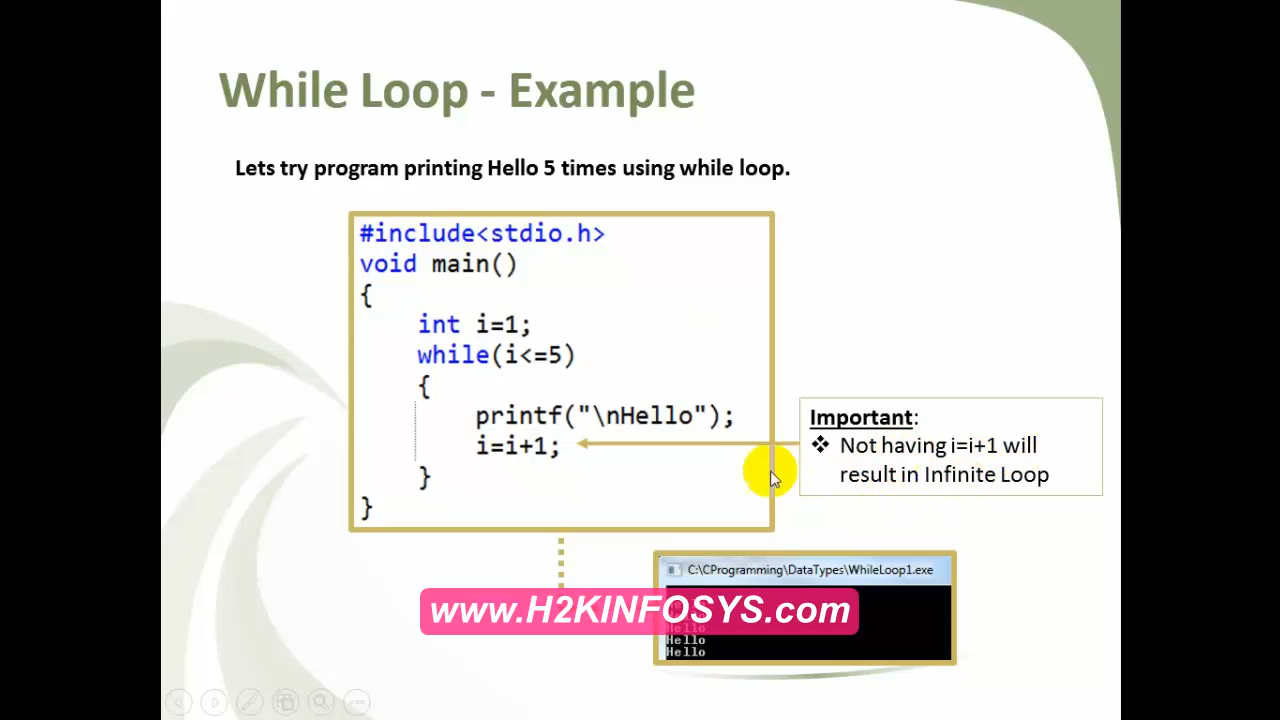 While Loop - Example
Lets try program printing Hello 5 times using while loop.
#include<stdio.h>
void main()
{
int i=1;
while(i<=5)
{
printf("\nHello");
i=i+1;
}
}
Important:
❖ Not having i=i+1 will
result in Infinite Loop
C:\CProgramming\DataTypes\WhileLoop1.exe
www.H2KINFOSYS.com
Hello
Hello
Hello